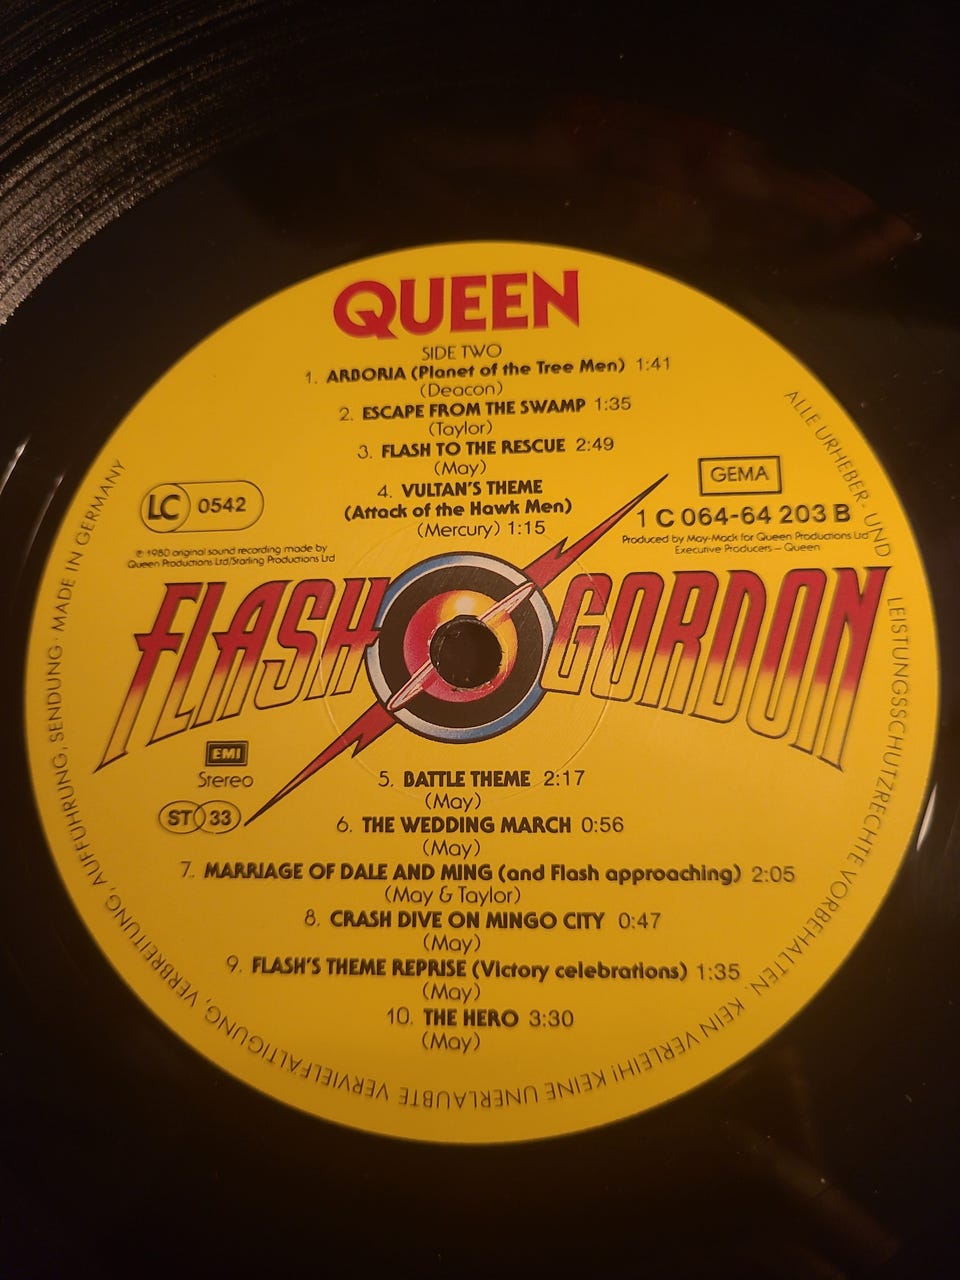 QUEEN
SIDE TWO
1. ARBORIA (Planet of the Tree Men) 1:41
(Deacon)
2. ESCAPE FROM THE SWAMP 1:35
(Taylor)
3. FLASH TO THE RESCUE 2:49
(May)
4. VULTAN'S THEME
(Attack of the Hawk Men)
(Mercury) 1:15
LC 0542
℗ 1980 original sound recording made by
Queen Productions Ltd/Starling Productions Ltd
GEMA
1 C 064-64 203 B
Produced by May-Mack for Queen Productions Ltd
Executive Producers – Queen
FLASH GORDON
EMI
Stereo
ST 33
5. BATTLE THEME 2:17
(May)
6. THE WEDDING MARCH 0:56
(May)
7. MARRIAGE OF DALE AND MING (and Flash approaching) 2:05
(May & Taylor)
8. CRASH DIVE ON MINGO CITY 0:47
(May)
9. FLASH'S THEME REPRISE (Victory celebrations) 1:35
(May)
10. THE HERO 3:30
(May)
ALLE URHEBER- UND LEISTUNGSSCHUTZRECHTE VORBEHALTEN. KEIN VERLEIH! KEINE UNERLAUBTE VERVIELFÄLTIGUNG, VERBREITUNG, AUFFÜHRUNG, SENDUNG · MADE IN GERMANY